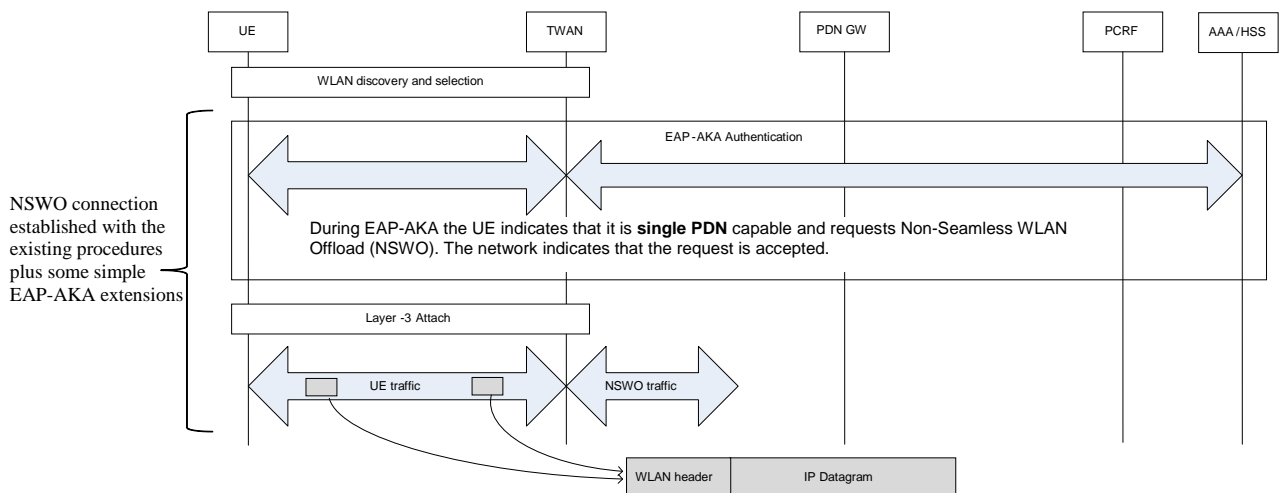 UE
TWAN
PDN GW
PCRF
AAA/HSS
WLAN discovery and selection
EAP-AKA Authentication
During EAP-AKA the UE indicates that it is single PDN capable and requests Non-Seamless WLAN
Offload (NSWO). The network indicates that the request is accepted.
NSWO connection
established with the
existing procedures
plus some simple
EAP-AKA extensions
Layer -3 Attach
UE traffic
NSWO traffic
WLAN header
IP Datagram